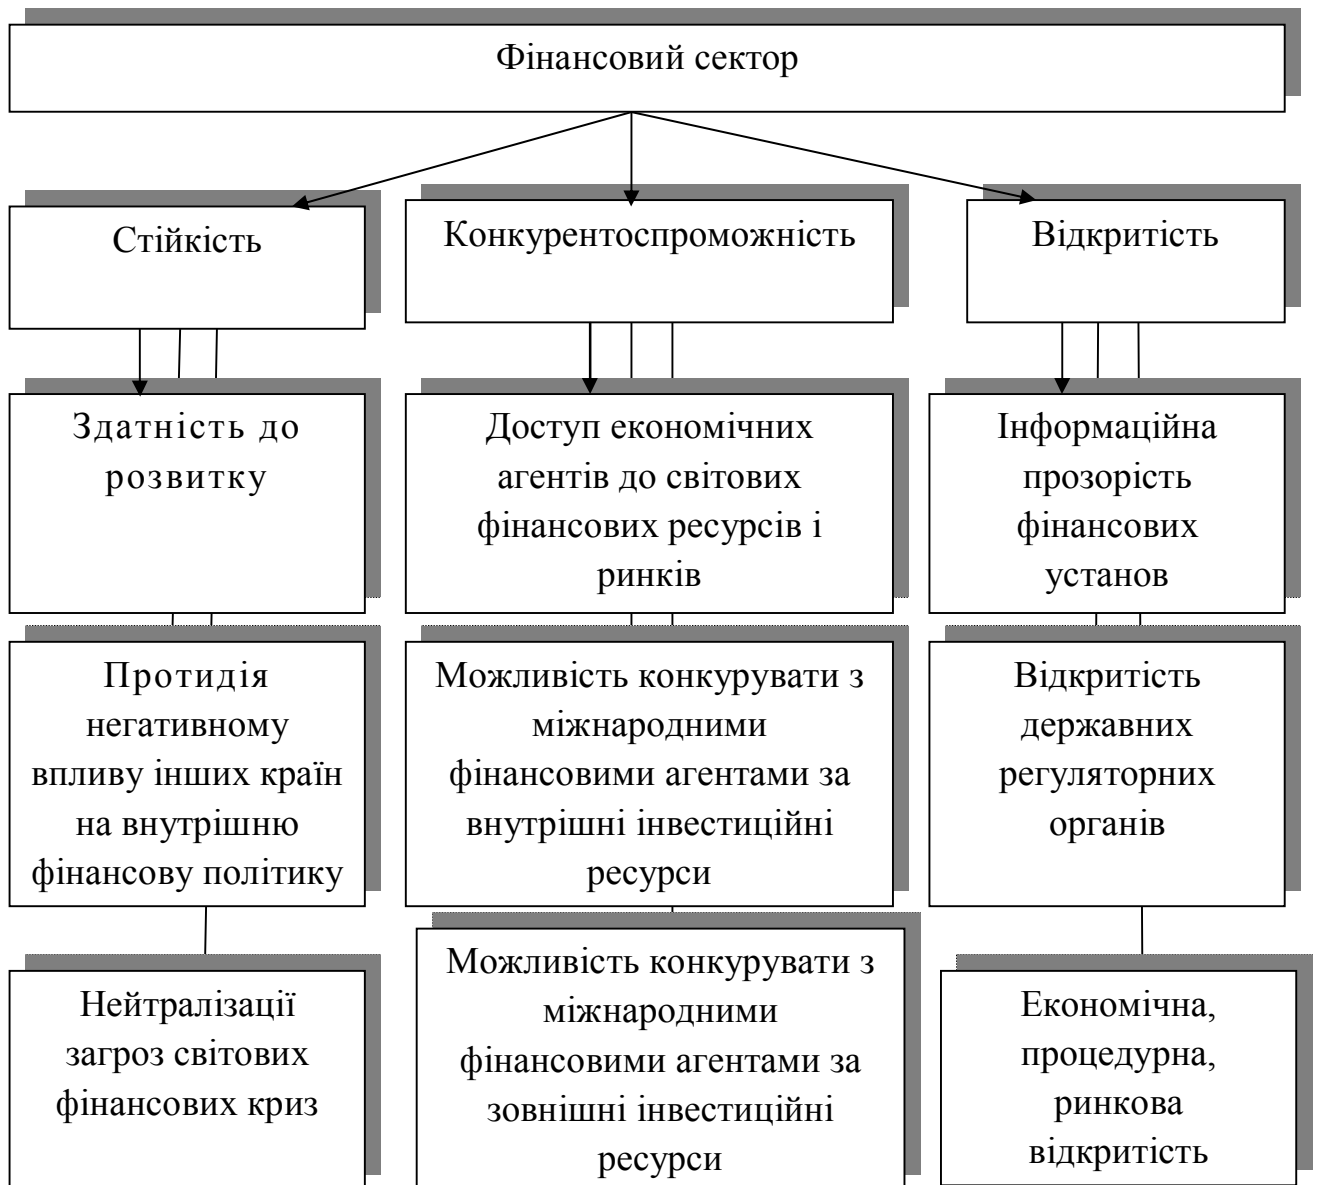 Фінансовий сектор
Стійкість
Конкурентоспроможність
Відкритість
Здатність до
розвитку
Доступ економічних
агентів до світових
фінансових ресурсів і
ринків
Інформаційна
прозорість
фінансових
установ
Протидія
негативному
впливу інших країн
на внутрішню
фінансову політику
Можливість конкурувати з
міжнародними
фінансовими агентами за
внутрішні інвестиційні
ресурси
Відкритість
державних
регуляторних
органів
Нейтралізації
загроз світових
фінансових криз
Можливість конкурувати з
міжнародними
фінансовими агентами за
зовнішні інвестиційні
ресурси
Економічна,
процедурна,
ринкова
відкритість